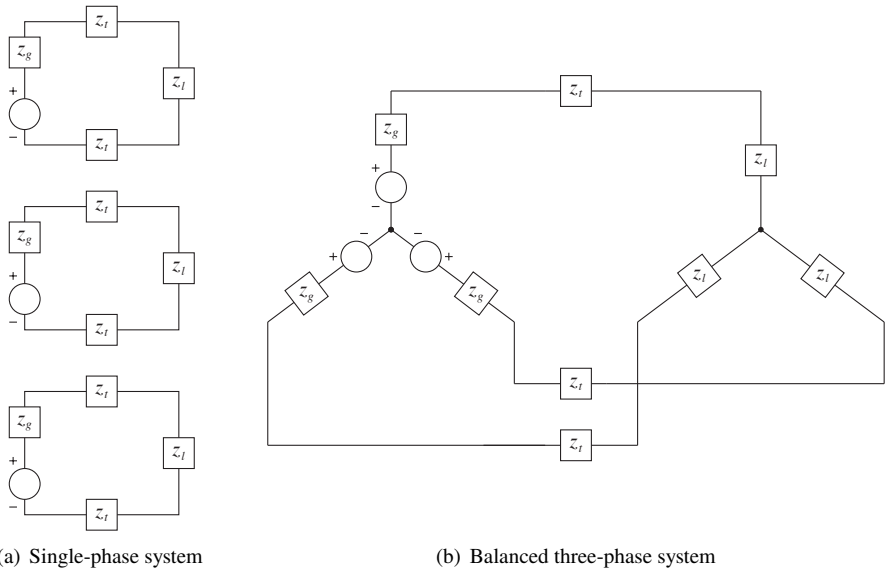 z_t
z_g
+
z_l
−
z_t
z_t
z_g
+
z_l
−
z_t
z_t
z_g
+
z_l
−
z_t
(a) Single-phase system
z_t
z_g
z_l
+
−
− −
+ +
z_g z_g z_l z_l
z_t
z_t
(b) Balanced three-phase system